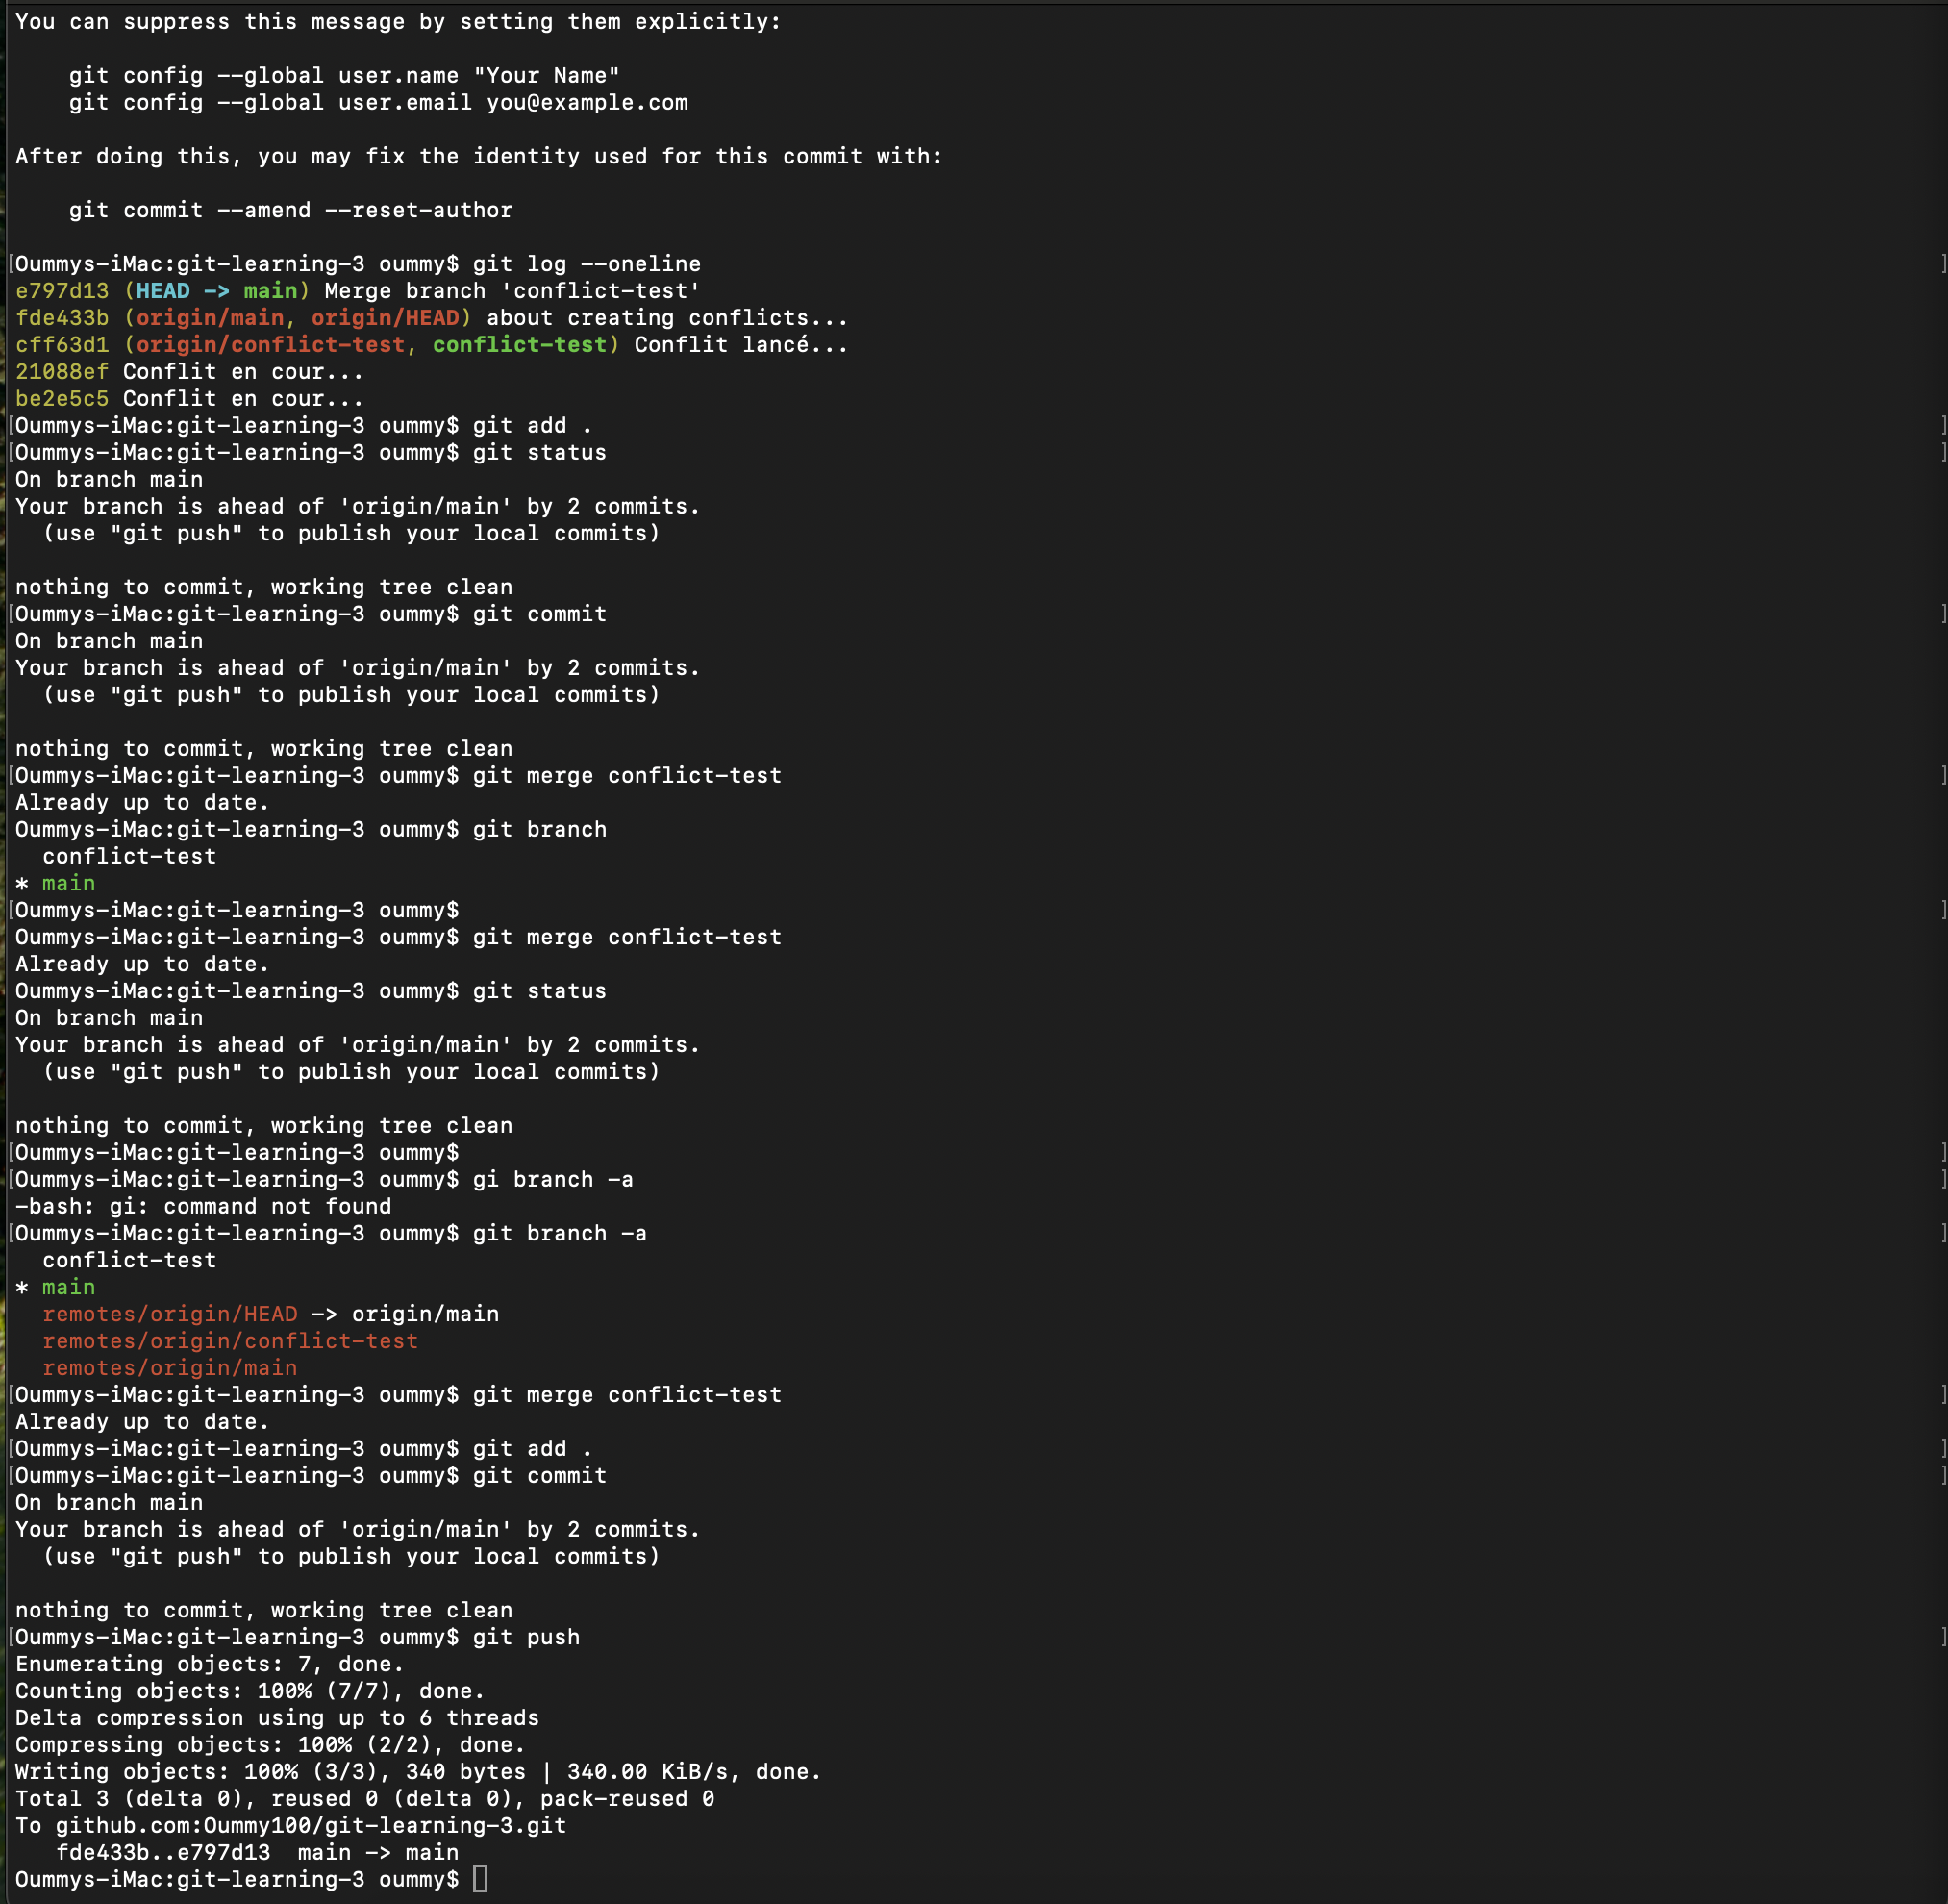 You can suppress this message by setting them explicitly:

    git config --global user.name "Your Name"
    git config --global user.email you@example.com

After doing this, you may fix the identity used for this commit with:

    git commit --amend --reset-author

[Oummys-iMac:git-learning-3 oummy$ git log --oneline ]
e797d13 (HEAD -> main) Merge branch 'conflict-test'
fde433b (origin/main, origin/HEAD) about creating conflicts...
cff63d1 (origin/conflict-test, conflict-test) Conflit lancé...
21088ef Conflit en cour...
be2e5c5 Conflit en cour...
[Oummys-iMac:git-learning-3 oummy$ git add . ]
[Oummys-iMac:git-learning-3 oummy$ git status ]
On branch main
Your branch is ahead of 'origin/main' by 2 commits.
  (use "git push" to publish your local commits)

nothing to commit, working tree clean
[Oummys-iMac:git-learning-3 oummy$ git commit ]
On branch main
Your branch is ahead of 'origin/main' by 2 commits.
  (use "git push" to publish your local commits)

nothing to commit, working tree clean
[Oummys-iMac:git-learning-3 oummy$ git merge conflict-test ]
Already up to date.
Oummys-iMac:git-learning-3 oummy$ git branch
  conflict-test
* main
[Oummys-iMac:git-learning-3 oummy$ ]
Oummys-iMac:git-learning-3 oummy$ git merge conflict-test
Already up to date.
Oummys-iMac:git-learning-3 oummy$ git status
On branch main
Your branch is ahead of 'origin/main' by 2 commits.
  (use "git push" to publish your local commits)

nothing to commit, working tree clean
[Oummys-iMac:git-learning-3 oummy$ ]
[Oummys-iMac:git-learning-3 oummy$ gi branch -a ]
-bash: gi: command not found
[Oummys-iMac:git-learning-3 oummy$ git branch -a ]
  conflict-test
* main
  remotes/origin/HEAD -> origin/main
  remotes/origin/conflict-test
  remotes/origin/main
[Oummys-iMac:git-learning-3 oummy$ git merge conflict-test ]
Already up to date.
[Oummys-iMac:git-learning-3 oummy$ git add . ]
[Oummys-iMac:git-learning-3 oummy$ git commit ]
On branch main
Your branch is ahead of 'origin/main' by 2 commits.
  (use "git push" to publish your local commits)

nothing to commit, working tree clean
[Oummys-iMac:git-learning-3 oummy$ git push ]
Enumerating objects: 7, done.
Counting objects: 100% (7/7), done.
Delta compression using up to 6 threads
Compressing objects: 100% (2/2), done.
Writing objects: 100% (3/3), 340 bytes | 340.00 KiB/s, done.
Total 3 (delta 0), reused 0 (delta 0), pack-reused 0
To github.com:Oummy100/git-learning-3.git
   fde433b..e797d13  main -> main
Oummys-iMac:git-learning-3 oummy$